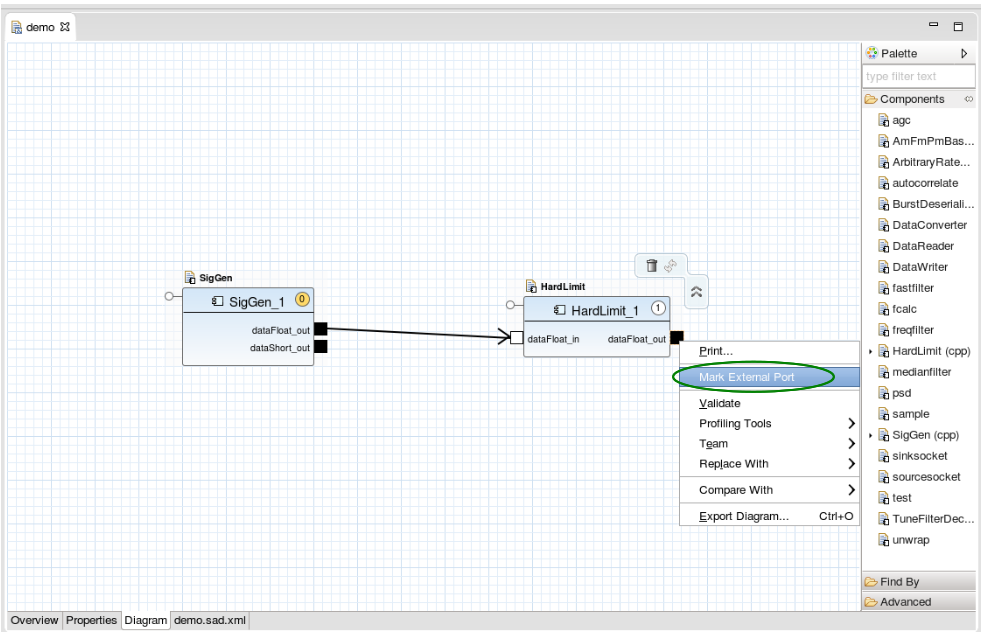 demo
Palette
type filter text
Components
agc
AmFmPmBas...
ArbitraryRate...
autocorrelate
BurstDeseriali...
DataConverter
DataReader
DataWriter
fastfilter
fcalc
freqfilter
HardLimit (cpp)
medianfilter
psd
sample
SigGen (cpp)
sinksocket
sourcesocket
test
TuneFilterDec...
unwrap
Find By
Advanced
SigGen
SigGen_1 0
dataFloat_out
dataShort_out
HardLimit
HardLimit_1 1
dataFloat_in dataFloat_out
Print...
Mark External Port
Validate
Profiling Tools
Team
Replace With
Compare With
Export Diagram... Ctrl+O
Overview Properties Diagram demo.sad.xml